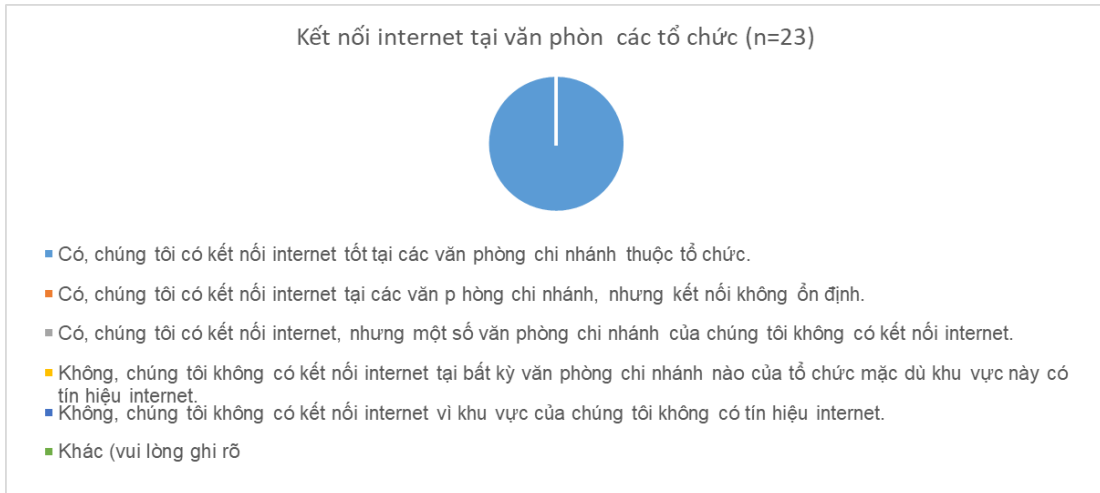 Kết nối internet tại văn phòn các tổ chức (n=23)
Có, chúng tôi có kết nối internet tốt tại các văn phòng chi nhánh thuộc tổ chức.
Có, chúng tôi có kết nối internet tại các văn p hòng chi nhánh, nhưng kết nối không ổn định.
Có, chúng tôi có kết nối internet, nhưng một số văn phòng chi nhánh của chúng tôi không có kết nối internet.
Không, chúng tôi không có kết nối internet tại bất kỳ văn phòng chi nhánh nào của tổ chức mặc dù khu vực này có
tín hiệu internet.
Không, chúng tôi không có kết nối internet vì khu vực của chúng tôi không có tín hiệu internet.
Khác (vui lòng ghi rõ